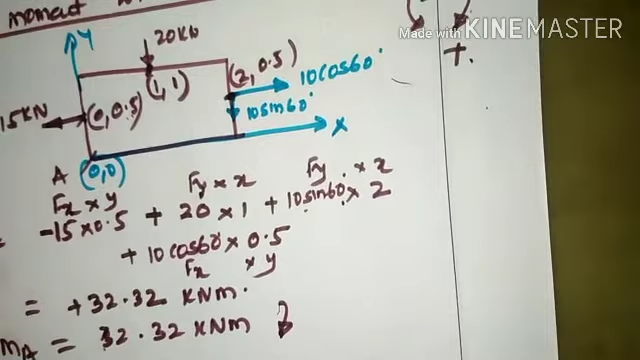 moment
Made with KINEMASTER
Y
20KN
+.
(2,0.5)
10cos60°
(1,1)
10sin60°
15KN
(0,0.5)
X
A (0,0)
Fx × y Fy × x Fy × x
-15×0.5 + 20×1 + 10sin60×2
+ 10cos60×0.5
Fx × y
= +32.32 KNm.
MA = 32.32 KNm